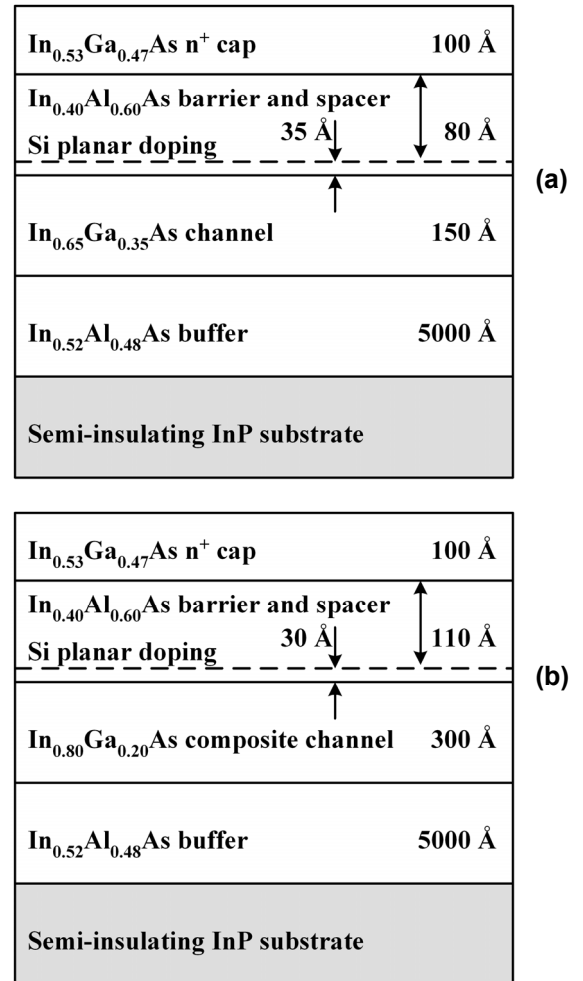 In₀.₅₃Ga₀.₄₇As n⁺ cap 100 Å
In₀.₄₀Al₀.₆₀As barrier and spacer
35 Å 80 Å
Si planar doping
(a)
In₀.₆₅Ga₀.₃₅As channel 150 Å
In₀.₅₂Al₀.₄₈As buffer 5000 Å
Semi-insulating InP substrate
In₀.₅₃Ga₀.₄₇As n⁺ cap 100 Å
In₀.₄₀Al₀.₆₀As barrier and spacer
30 Å 110 Å
Si planar doping
(b)
In₀.₈₀Ga₀.₂₀As composite channel 300 Å
In₀.₅₂Al₀.₄₈As buffer 5000 Å
Semi-insulating InP substrate